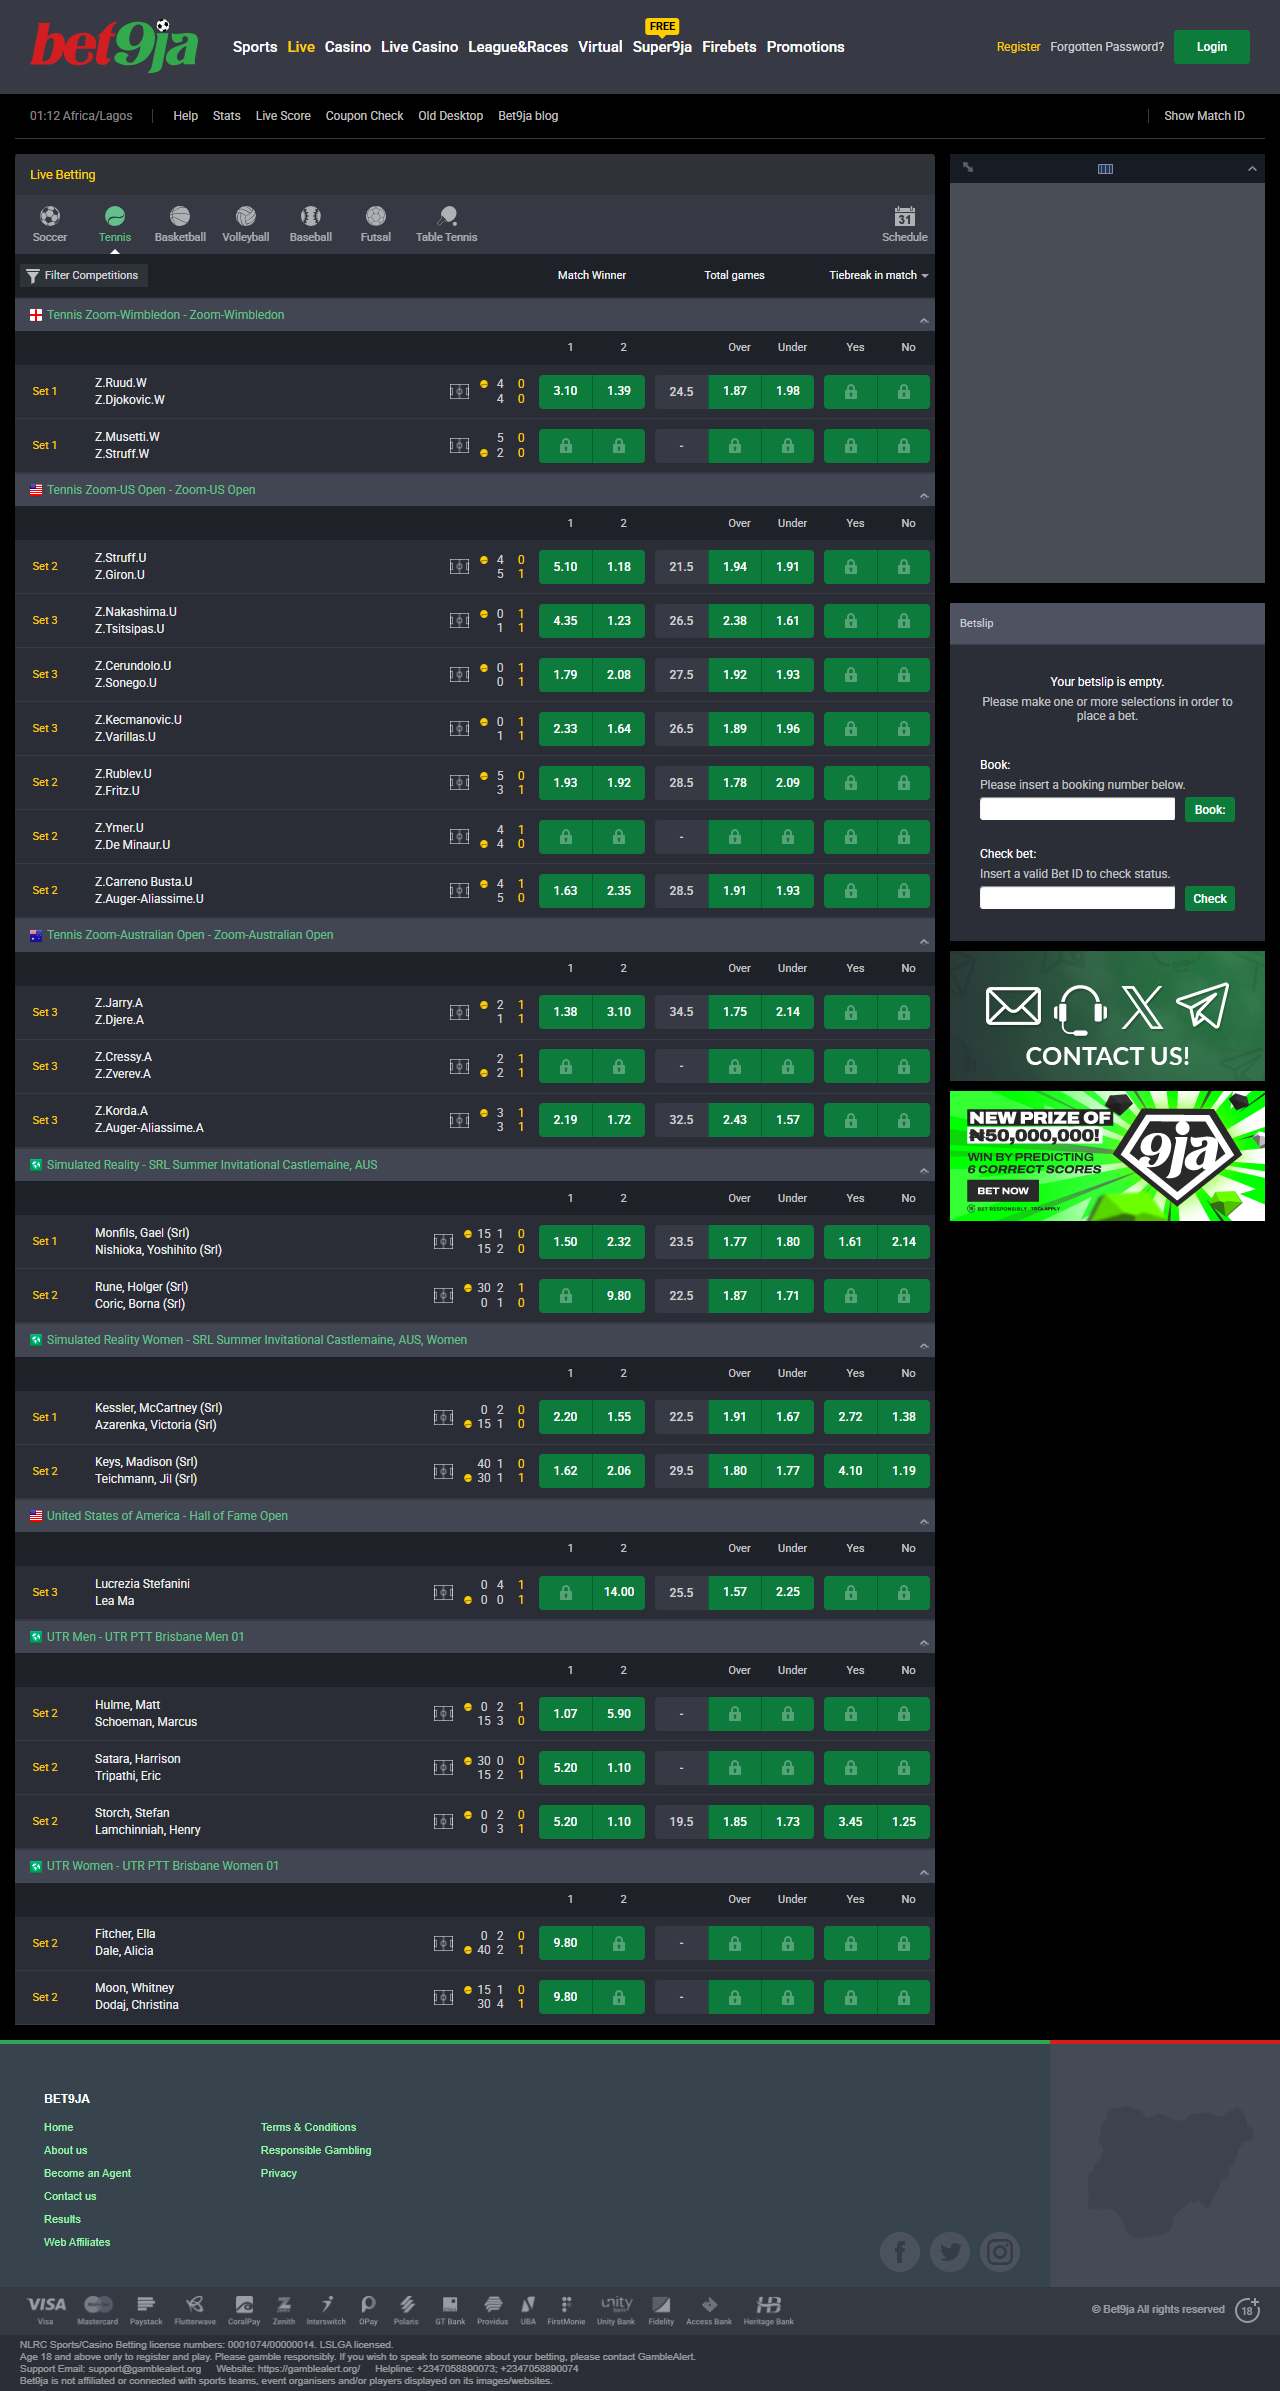 bet9ja
FREE
Sports Live Casino Live Casino League&Races Virtual Super9ja Firebets Promotions
Register Forgotten Password? Login
01:12 Africa/Lagos Help Stats Live Score Coupon Check Old Desktop Bet9ja blog Show Match ID
Live Betting
Soccer Tennis Basketball Volleyball Baseball Futsal Table Tennis 31 Schedule
Filter Competitions Match Winner Total games Tiebreak in match
Tennis Zoom-Wimbledon - Zoom-Wimbledon
1 2 Over Under Yes No
Set 1 Z.Ruud.W 4 0 3.10 1.39 24.5 1.87 1.98
Z.Djokovic.W 4 0
Set 1 Z.Musetti.W 5 0 -
Z.Struff.W 2 0
Tennis Zoom-US Open - Zoom-US Open
1 2 Over Under Yes No
Set 2 Z.Struff.U 4 0 5.10 1.18 21.5 1.94 1.91
Z.Giron.U 5 1
Set 3 Z.Nakashima.U 0 1 4.35 1.23 26.5 2.38 1.61
Z.Tsitsipas.U 1 1
Set 3 Z.Cerundolo.U 0 1 1.79 2.08 27.5 1.92 1.93
Z.Sonego.U 0 1
Set 3 Z.Kecmanovic.U 0 1 2.33 1.64 26.5 1.89 1.96
Z.Varillas.U 1 1
Set 2 Z.Rublev.U 5 0 1.93 1.92 28.5 1.78 2.09
Z.Fritz.U 3 1
Set 2 Z.Ymer.U 4 1 -
Z.De Minaur.U 4 0
Set 2 Z.Carreno Busta.U 4 1 1.63 2.35 28.5 1.91 1.93
Z.Auger-Aliassime.U 5 0
Tennis Zoom-Australian Open - Zoom-Australian Open
1 2 Over Under Yes No
Set 3 Z.Jarry.A 2 1 1.38 3.10 34.5 1.75 2.14
Z.Djere.A 1 1
Set 3 Z.Cressy.A 2 1 -
Z.Zverev.A 2 1
Set 3 Z.Korda.A 3 1 2.19 1.72 32.5 2.43 1.57
Z.Auger-Aliassime.A 3 1
Simulated Reality - SRL Summer Invitational Castlemaine, AUS
1 2 Over Under Yes No
Set 1 Monfils, Gael (Srl) 15 1 0 1.50 2.32 23.5 1.77 1.80 1.61 2.14
Nishioka, Yoshihito (Srl) 15 2 0
Set 2 Rune, Holger (Srl) 30 2 1 9.80 22.5 1.87 1.71
Coric, Borna (Srl) 0 1 0
Simulated Reality Women - SRL Summer Invitational Castlemaine, AUS, Women
1 2 Over Under Yes No
Set 1 Kessler, McCartney (Srl) 0 2 0 2.20 1.55 22.5 1.91 1.67 2.72 1.38
Azarenka, Victoria (Srl) 15 1 0
Set 2 Keys, Madison (Srl) 40 1 0 1.62 2.06 29.5 1.80 1.77 4.10 1.19
Teichmann, Jil (Srl) 30 1 1
United States of America - Hall of Fame Open
1 2 Over Under Yes No
Set 3 Lucrezia Stefanini 0 4 1 14.00 25.5 1.57 2.25
Lea Ma 0 0 1
UTR Men - UTR PTT Brisbane Men 01
1 2 Over Under Yes No
Set 2 Hulme, Matt 0 2 1 1.07 5.90 -
Schoeman, Marcus 15 3 0
Set 2 Satara, Harrison 30 0 0 5.20 1.10 -
Tripathi, Eric 15 2 1
Set 2 Storch, Stefan 0 2 0 5.20 1.10 19.5 1.85 1.73 3.45 1.25
Lamchinniah, Henry 0 3 1
UTR Women - UTR PTT Brisbane Women 01
1 2 Over Under Yes No
Set 2 Fitcher, Ella 0 2 0 9.80 -
Dale, Alicia 40 2 1
Set 2 Moon, Whitney 15 1 0 9.80 -
Dodaj, Christina 30 4 1
Betslip
Your betslip is empty.
Please make one or more selections in order to
place a bet.
Book:
Please insert a booking number below.
Book:
Check bet:
Insert a valid Bet ID to check status.
Check
CONTACT US!
NEW PRIZE OF
₦50,000,000!
WIN BY PREDICTING
6 CORRECT SCORES
BET NOW
BET RESPONSIBLY T&Cs APPLY
9ja
BET9JA
Home Terms & Conditions
About us Responsible Gambling
Become an Agent Privacy
Contact us
Results
Web Affiliates
VISA unity HB
Visa Mastercard Paystack Flutterwave CoralPay Zenith Interswitch OPay Polaris GT Bank Providus UBA FirstMonie Unity Bank Fidelity Access Bank Heritage Bank
© Bet9ja All rights reserved 18+
NLRC Sports/Casino Betting license numbers: 0001074/00000014. LSLGA licensed.
Age 18 and above only to register and play. Please gamble responsibly. If you wish to speak to someone about your betting, please contact GambleAlert.
Support Email: support@gamblealert.org Website: https://gamblealert.org/ Helpline: +2347058890073; +2347058890074
Bet9ja is not affiliated or connected with sports teams, event organisers and/or players displayed on its images/websites.